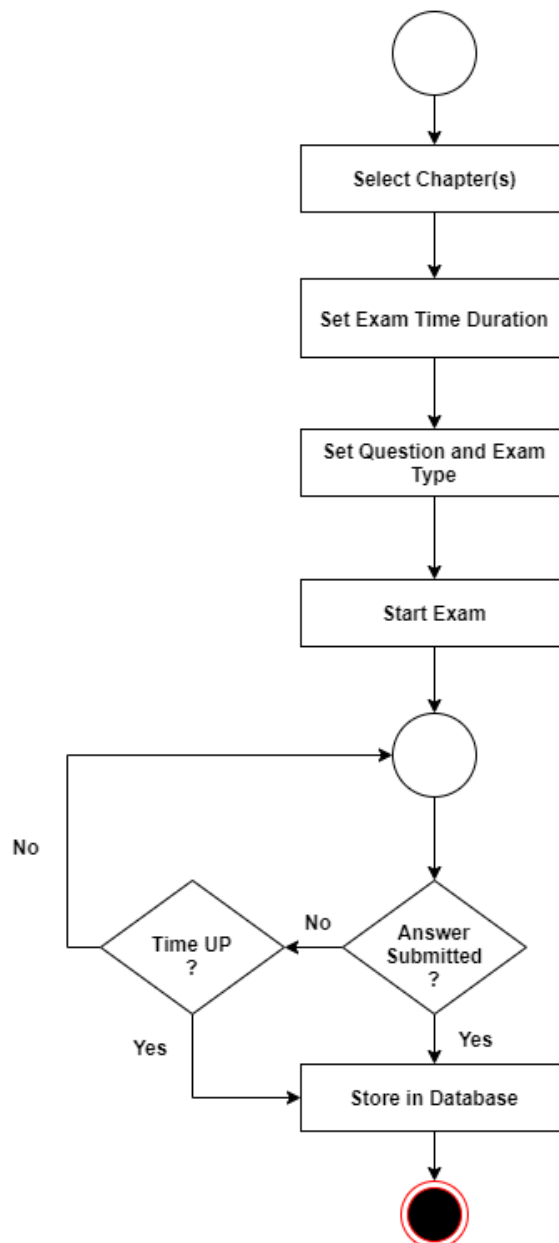 Select Chapter(s)
Set Exam Time Duration
Set Question and Exam
Type
Start Exam
No
Time UP
?
No
Answer
Submitted
?
Yes
Yes
Store in Database